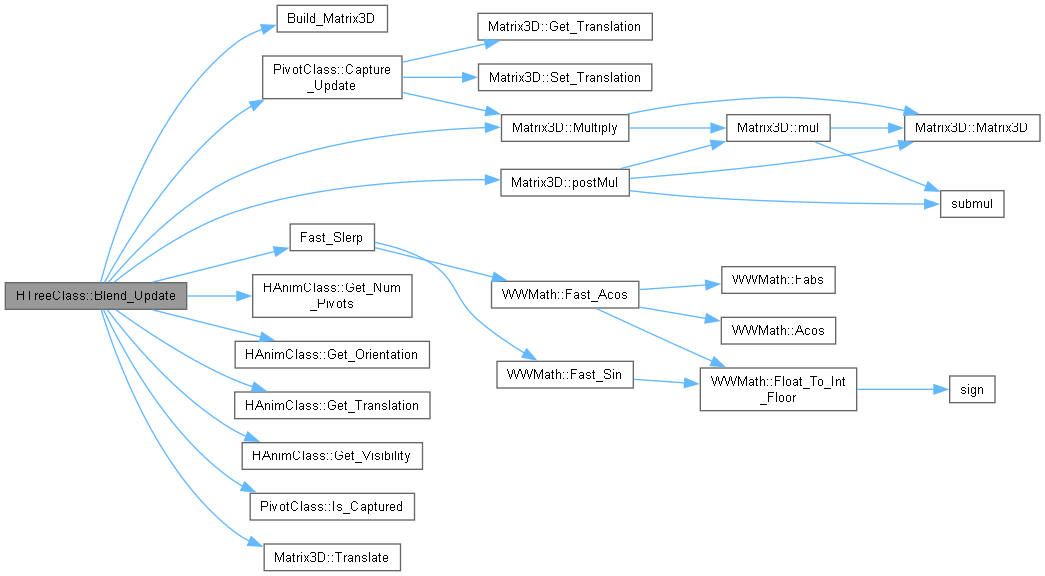 Build_Matrix3D
Matrix3D::Get_Translation
PivotClass::Capture
_Update
Matrix3D::Set_Translation
Matrix3D::Multiply
Matrix3D::mul
Matrix3D::Matrix3D
Matrix3D::postMul
submul
Fast_Slerp
HTreeClass::Blend_Update
HAnimClass::Get_Num
_Pivots
WWMath::Fast_Acos
WWMath::Fabs
WWMath::Acos
HAnimClass::Get_Orientation
WWMath::Fast_Sin
WWMath::Float_To_Int
_Floor
sign
HAnimClass::Get_Translation
HAnimClass::Get_Visibility
PivotClass::Is_Captured
Matrix3D::Translate